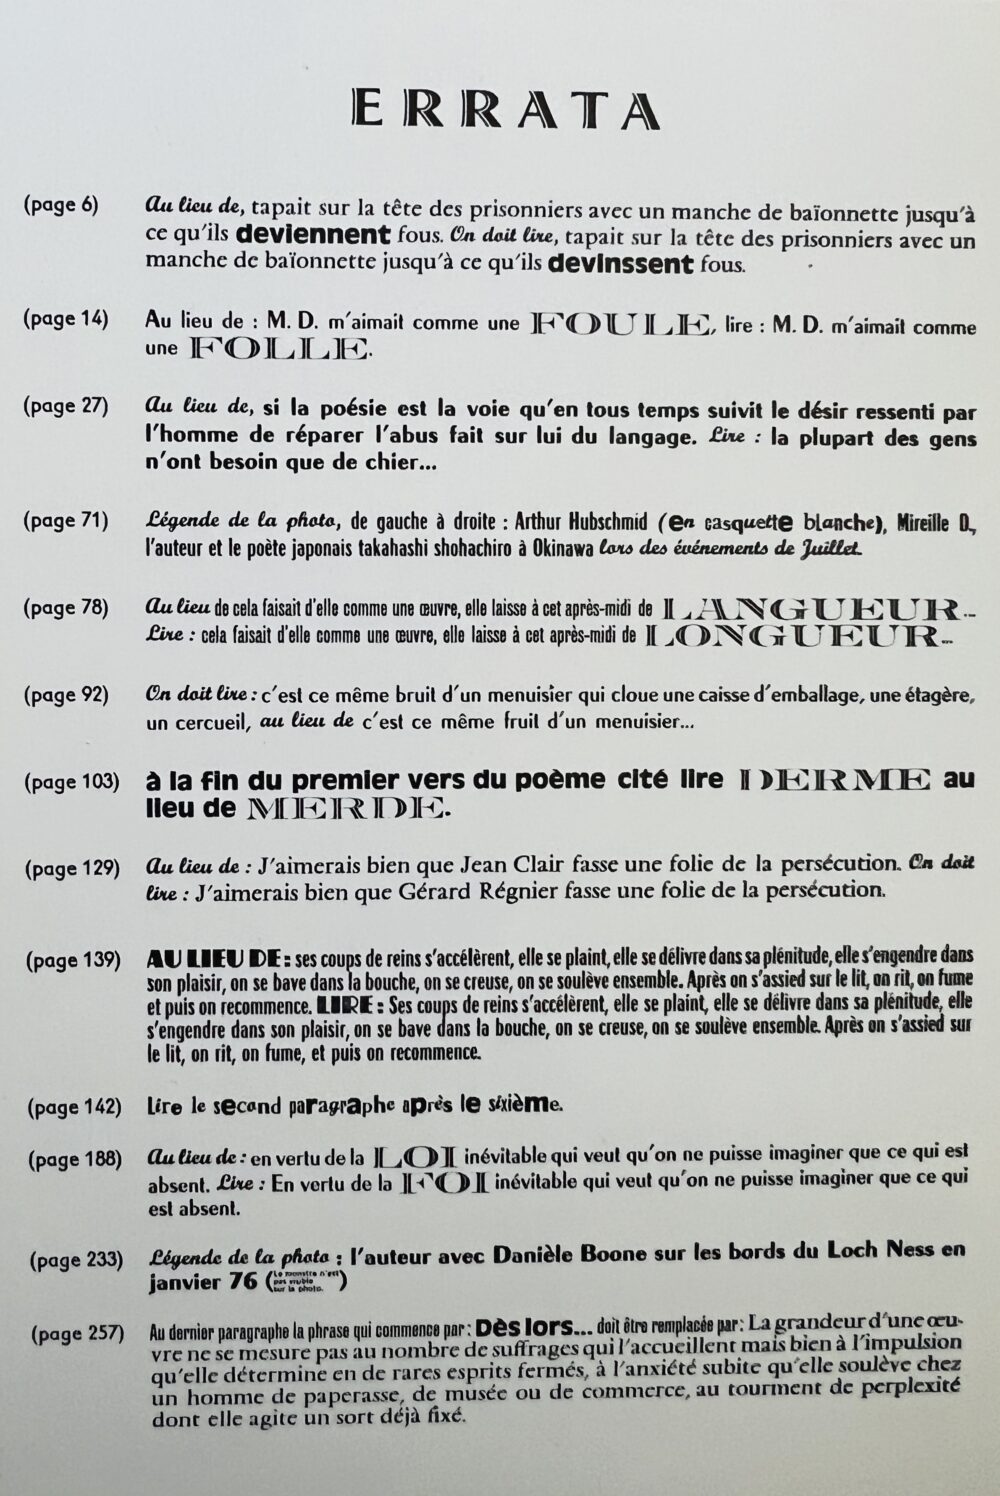 ERRATA
(page 6) Au lieu de, tapait sur la tête des prisonniers avec un manche de baïonnette jusqu'à
ce qu'ils deviennent fous. On doit lire, tapait sur la tête des prisonniers avec un
manche de baïonnette jusqu'à ce qu'ils devinssent fous.
(page 14) Au lieu de : M. D. m'aimait comme une FOULE, lire : M. D. m'aimait comme
une FOLLE.
(page 27) Au lieu de, si la poésie est la voie qu'en tous temps suivit le désir ressenti par
l'homme de réparer l'abus fait sur lui du langage. Lire : la plupart des gens
n'ont besoin que de chier...
(page 71) Légende de la photo, de gauche à droite : Arthur Hubschmid (en casquette blanche), Mireille D.,
l'auteur et le poète japonais takahashi shohachiro à Okinawa lors des événements de Juillet.
(page 78) Au lieu de cela faisait d'elle comme une œuvre, elle laisse à cet après-midi de LANGUEUR...
Lire : cela faisait d'elle comme une œuvre, elle laisse à cet après-midi de LONGUEUR...
(page 92) On doit lire : c'est ce même bruit d'un menuisier qui cloue une caisse d'emballage, une étagère,
un cercueil, au lieu de c'est ce même fruit d'un menuisier...
(page 103) à la fin du premier vers du poème cité lire DERME au
lieu de MERDE.
(page 129) Au lieu de : J'aimerais bien que Jean Clair fasse une folie de la persécution. On doit
lire : J'aimerais bien que Gérard Régnier fasse une folie de la persécution.
(page 139) AU LIEU DE : ses coups de reins s'accélèrent, elle se plaint, elle se délivre dans sa plénitude, elle s'engendre dans
son plaisir, on se bave dans la bouche, on se creuse, on se soulève ensemble. Après on s'assied sur le lit, on rit, on fume
et puis on recommence. LIRE : Ses coups de reins s'accélèrent, elle se plaint, elle se délivre dans sa plénitude, elle
s'engendre dans son plaisir, on se bave dans la bouche, on se creuse, on se soulève ensemble. Après on s'assied sur
le lit, on rit, on fume, et puis on recommence.
(page 142) Lire le second paragraphe après le sixième.
(page 188) Au lieu de : en vertu de la LOI inévitable qui veut qu'on ne puisse imaginer que ce qui est
absent. Lire : En vertu de la FOI inévitable qui veut qu'on ne puisse imaginer que ce qui
est absent.
(page 233) Légende de la photo : l'auteur avec Danièle Boone sur les bords du Loch Ness en
janvier 76 (Le monstre n'est
pas visible
sur la photo.)
(page 257) Au dernier paragraphe la phrase qui commence par : Dès lors... doit être remplacée par : La grandeur d'une œu-
vre ne se mesure pas au nombre de suffrages qui l'accueillent mais bien à l'impulsion
qu'elle détermine en de rares esprits fermés, à l'anxiété subite qu'elle soulève chez
un homme de paperasse, de musée ou de commerce, au tourment de perplexité
dont elle agite un sort déjà fixé.